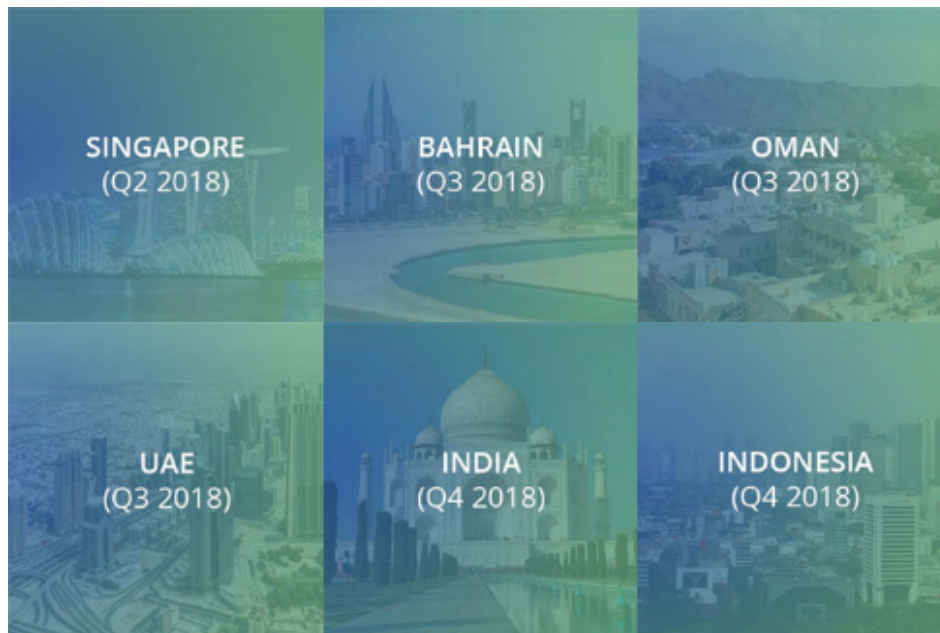 SINGAPORE
(Q2 2018)
BAHRAIN
(Q3 2018)
OMAN
(Q3 2018)
UAE
(Q3 2018)
INDIA
(Q4 2018)
INDONESIA
(Q4 2018)